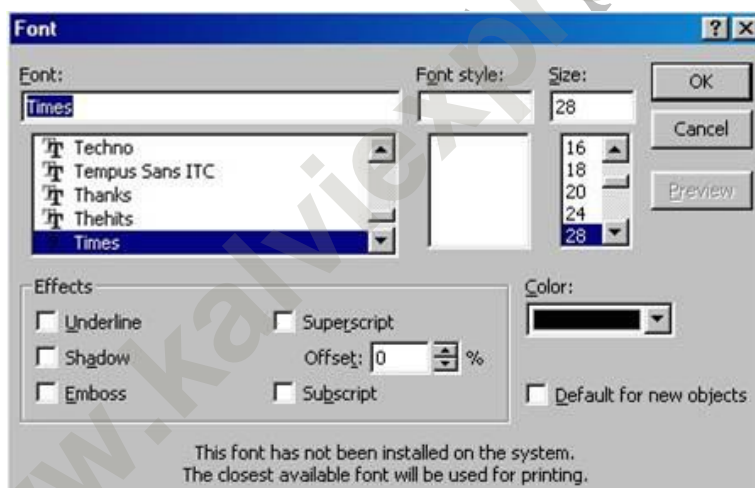 Font
Font: Font style: Size:
Times 28 OK
Techno 16 Cancel
Tempus Sans ITC 18
Thanks 20 Preview
Thehits 24
Times 28
Effects Color:
Underline Superscript
Shadow Offset: 0 %
Emboss Subscript Default for new objects
This font has not been installed on the system.
The closest available font will be used for printing.